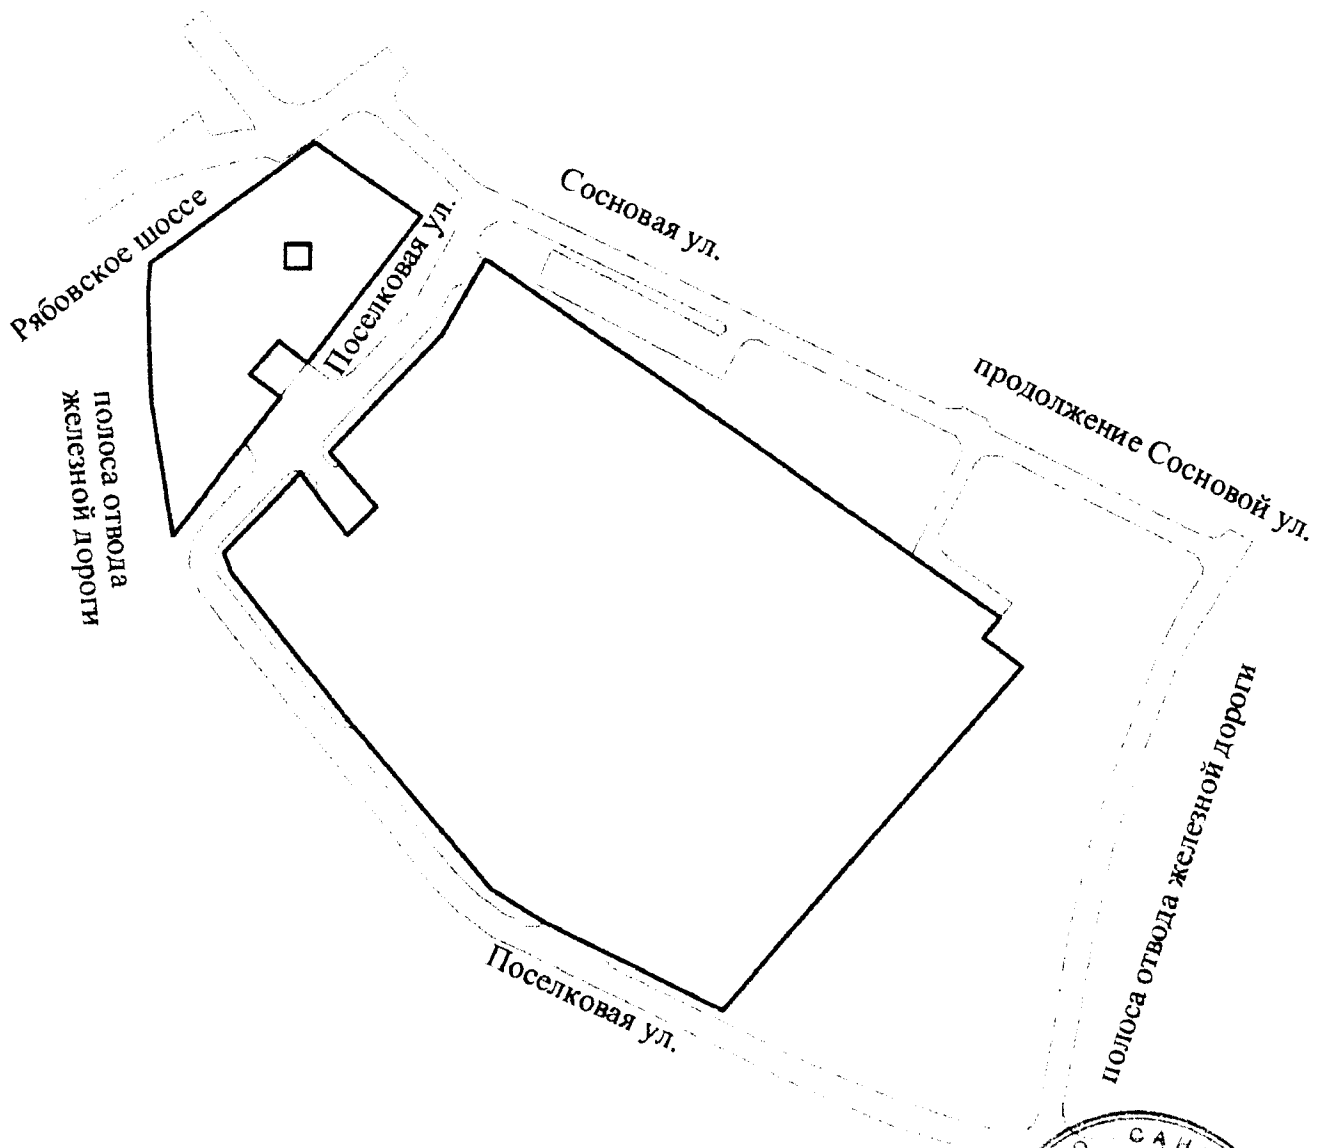 Сосновая ул.
Рябовское шоссе
Поселковая ул.
продолжение Сосновой ул.
полоса отвода
железной дороги
полоса отвода железной дороги
Поселковая ул.
САН